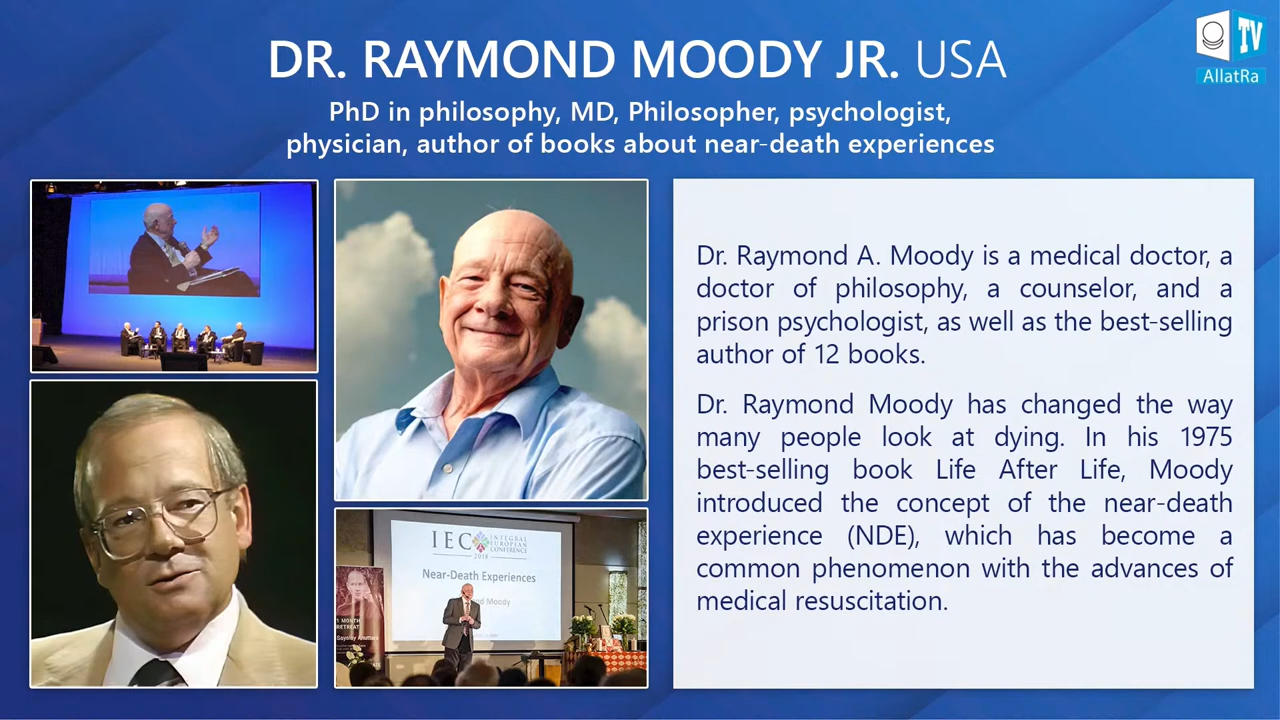 DR. RAYMOND MOODY JR. USA
PhD in philosophy, MD, Philosopher, psychologist,
physician, author of books about near-death experiences
TV
AllatRa
Dr. Raymond A. Moody is a medical doctor, a
doctor of philosophy, a counselor, and a
prison psychologist, as well as the best-selling
author of 12 books.
Dr. Raymond Moody has changed the way
many people look at dying. In his 1975
best-selling book Life After Life, Moody
introduced the concept of the near-death
experience (NDE), which has become a
common phenomenon with the advances of
medical resuscitation.
IEC INTEGRAL
EUROPEAN
CONFERENCE
2018
Near-Death Experiences
Moody
1 MONTH
RETREAT